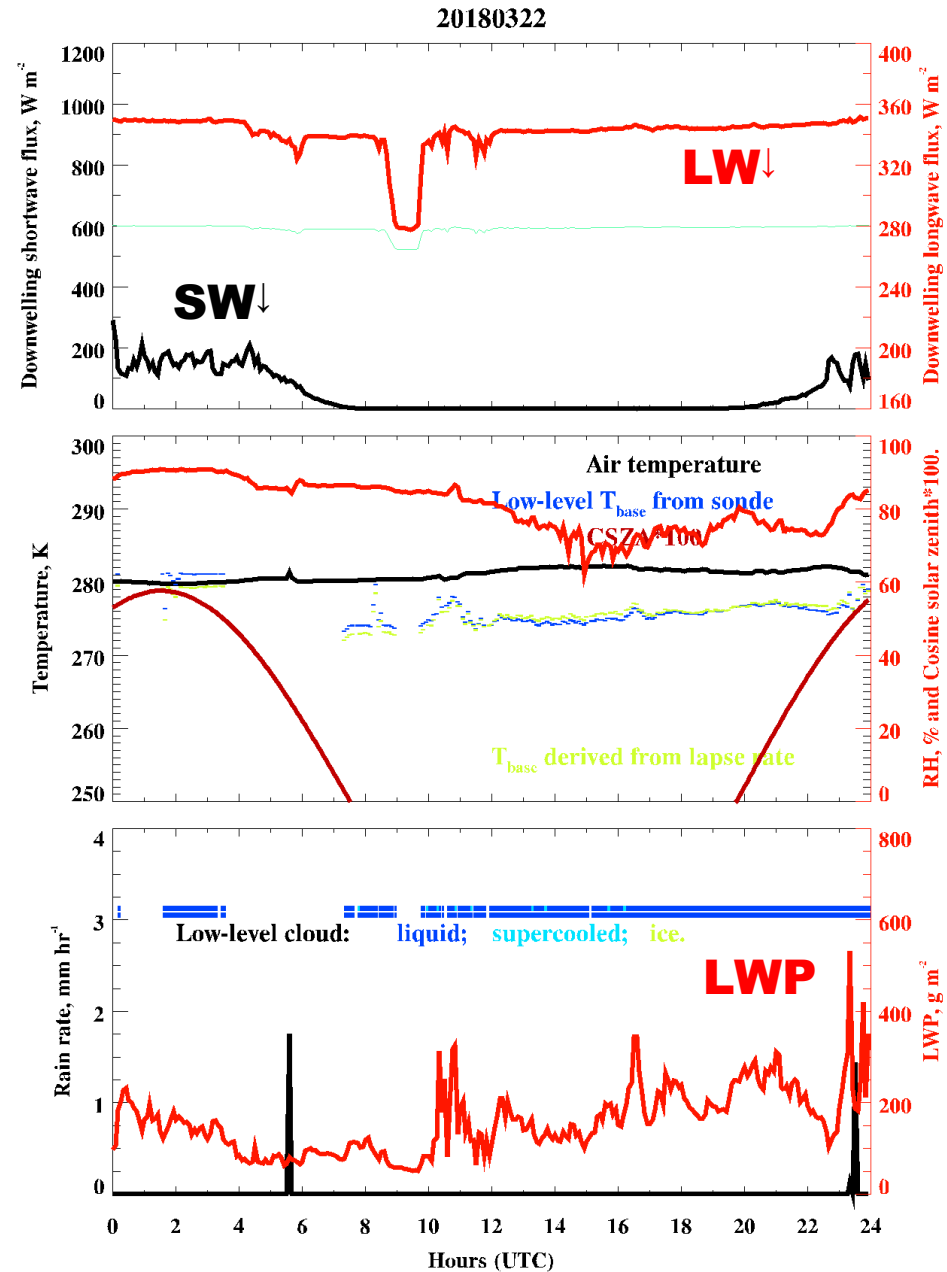 20180322
Downwelling shortwave flux, W m-2
1200
1000
800
600
400
200
0
LW↓
SW↓
400
360
320
280
240
200
160
Downwelling longwave flux, W m-2
Temperature, K
300
290
280
270
260
250
Air temperature
Low-level Tbase from sonde
CSZA*100
Tbase derived from lapse rate
100
80
60
40
20
0
RH, % and Cosine solar zenith*100.
Rain rate, mm hr-1
4
3
2
1
0
Low-level cloud: liquid; supercooled; ice.
LWP
800
600
400
200
0
LWP, g m-2
0 2 4 6 8 10 12 14 16 18 20 22 24
Hours (UTC)